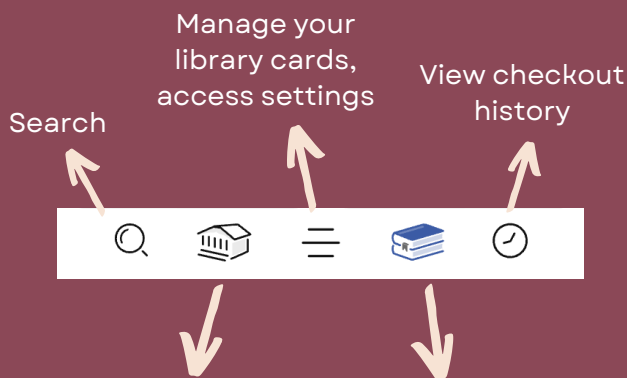 Manage your
library cards,
access settings
View checkout
history
Search